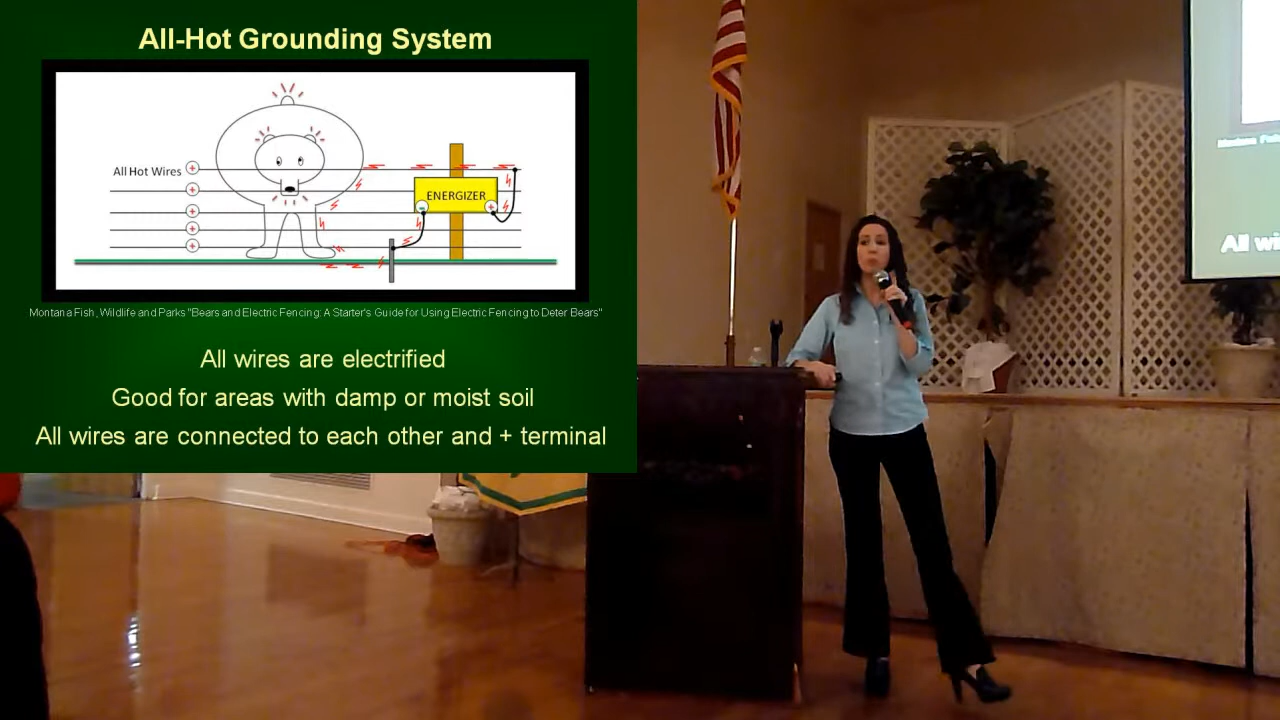 All-Hot Grounding System
All Hot Wires
+
+
+
+
+
ENERGIZER
-
+
Montana Fish, Wildlife and Parks "Bears and Electric Fencing: A Starter's Guide for Using Electric Fencing to Deter Bears"
All wires are electrified
Good for areas with damp or moist soil
All wires are connected to each other and + terminal
All wi